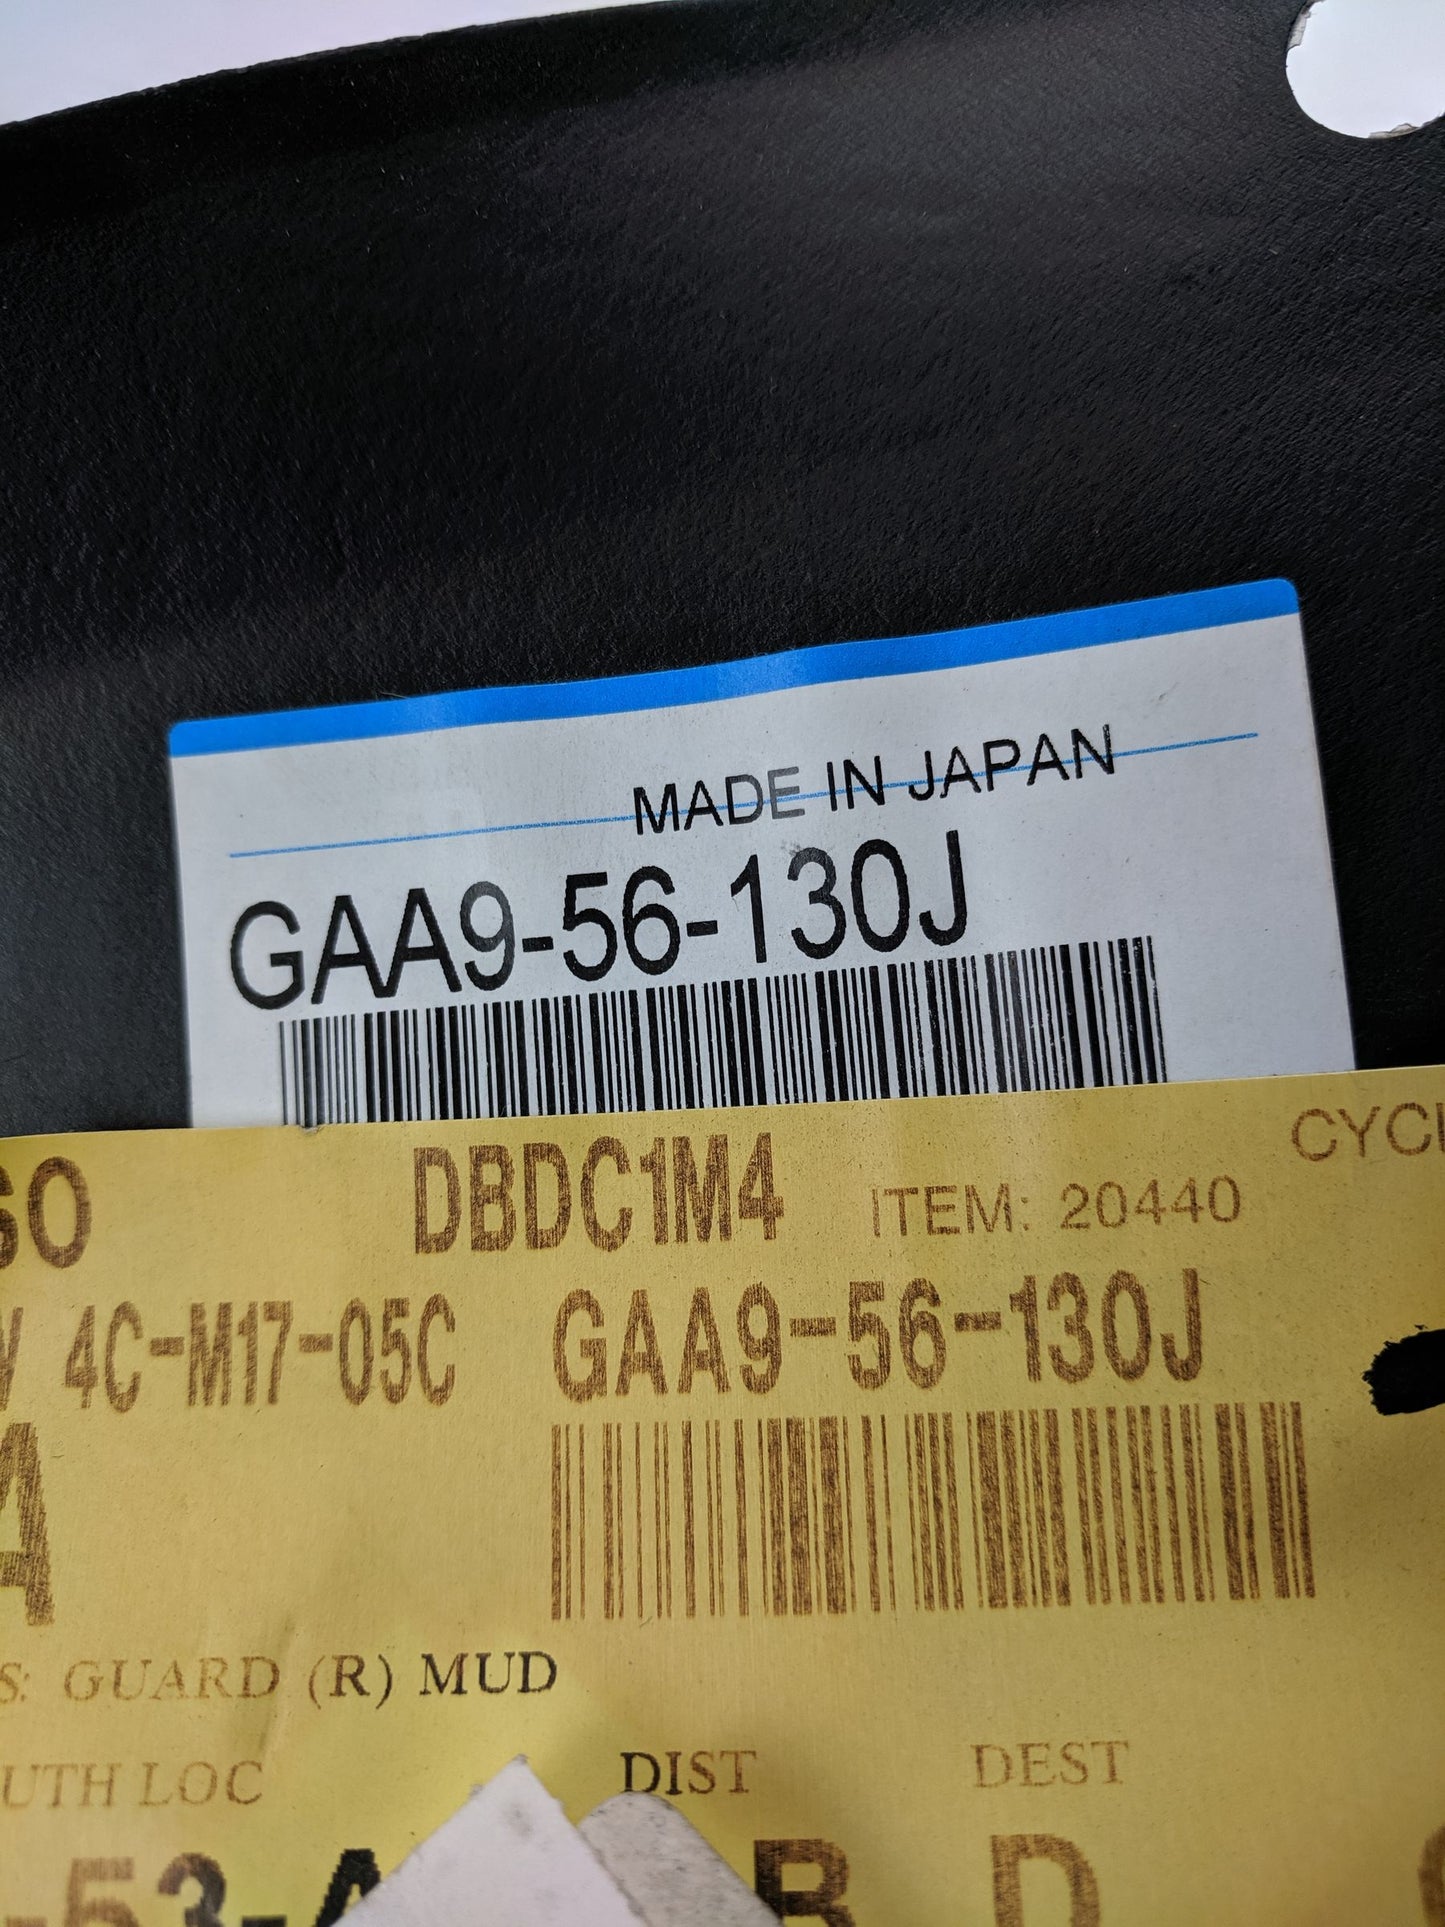 MADE IN JAPAN
GAA9-56-130J
DBDC1M4
ITEM: 20440
4C-M17-05C GAA9-56-130J
A
GUARD (R) MUD
LOC DIST DEST
B D